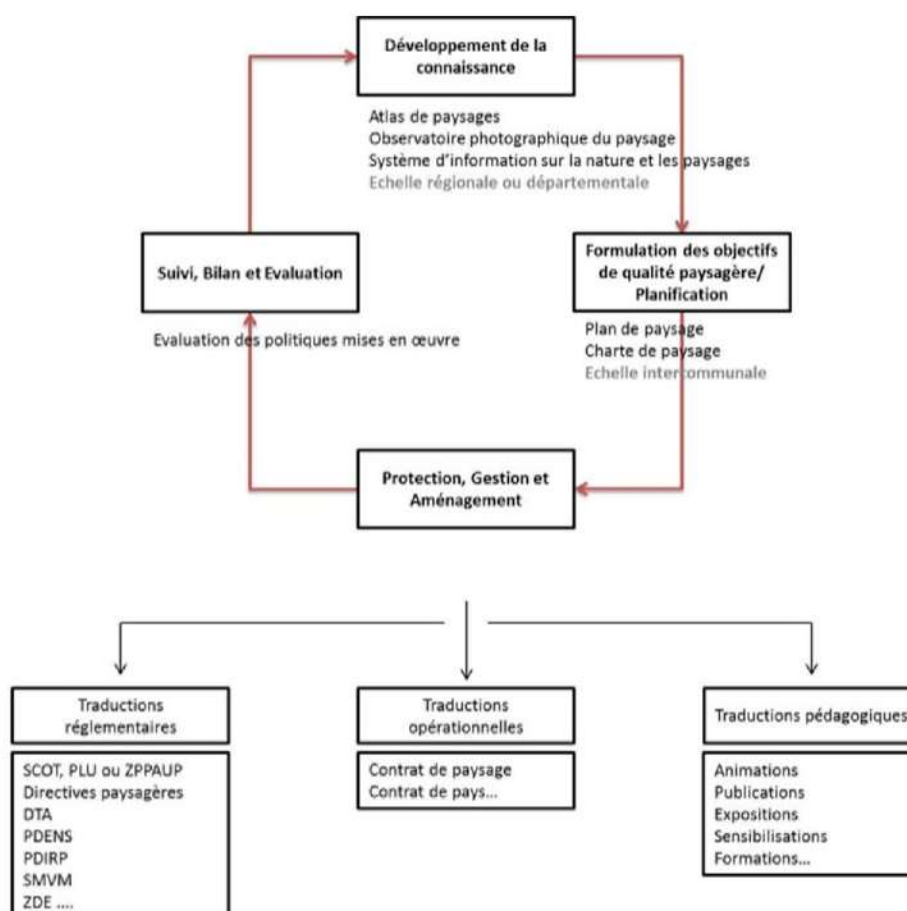 Développement de la
connaissance
Atlas de paysages
Observatoire photographique du paysage
Système d'information sur la nature et les paysages
Echelle régionale ou départementale
Suivi, Bilan et Evaluation
Evaluation des politiques mises en œuvre
Formulation des objectifs
de qualité paysagère/
Planification
Plan de paysage
Charte de paysage
Echelle intercommunale
Protection, Gestion et
Aménagement
Traductions
réglementaires
SCOT, PLU ou ZPPAUP
Directives paysagères
DTA
PDENS
PDIRP
SMVM
ZDE ....
Traductions
opérationnelles
Contrat de paysage
Contrat de pays...
Traductions pédagogiques
Animations
Publications
Expositions
Sensibilisations
Formations...